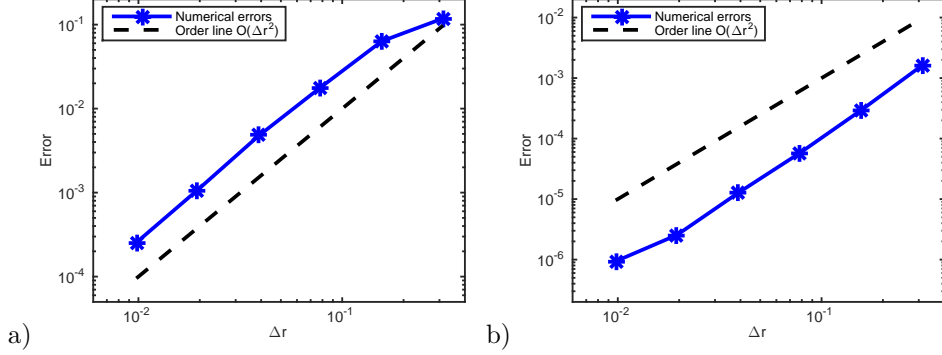 Numerical errors
Order line O(Δr²)
10⁻¹
10⁻²
10⁻³
10⁻⁴
Error
10⁻²
10⁻¹
Δr
a)
Numerical errors
Order line O(Δr²)
10⁻²
10⁻³
10⁻⁴
10⁻⁵
10⁻⁶
Error
10⁻²
10⁻¹
Δr
b)